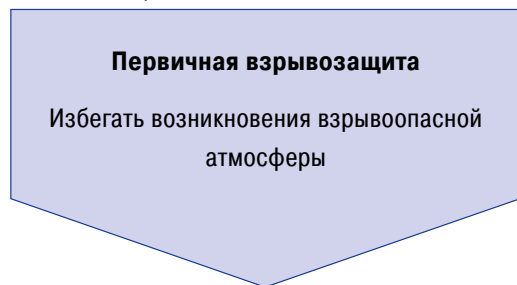 Первичная взрывозащита
Избегать возникновения взрывоопасной
атмосферы